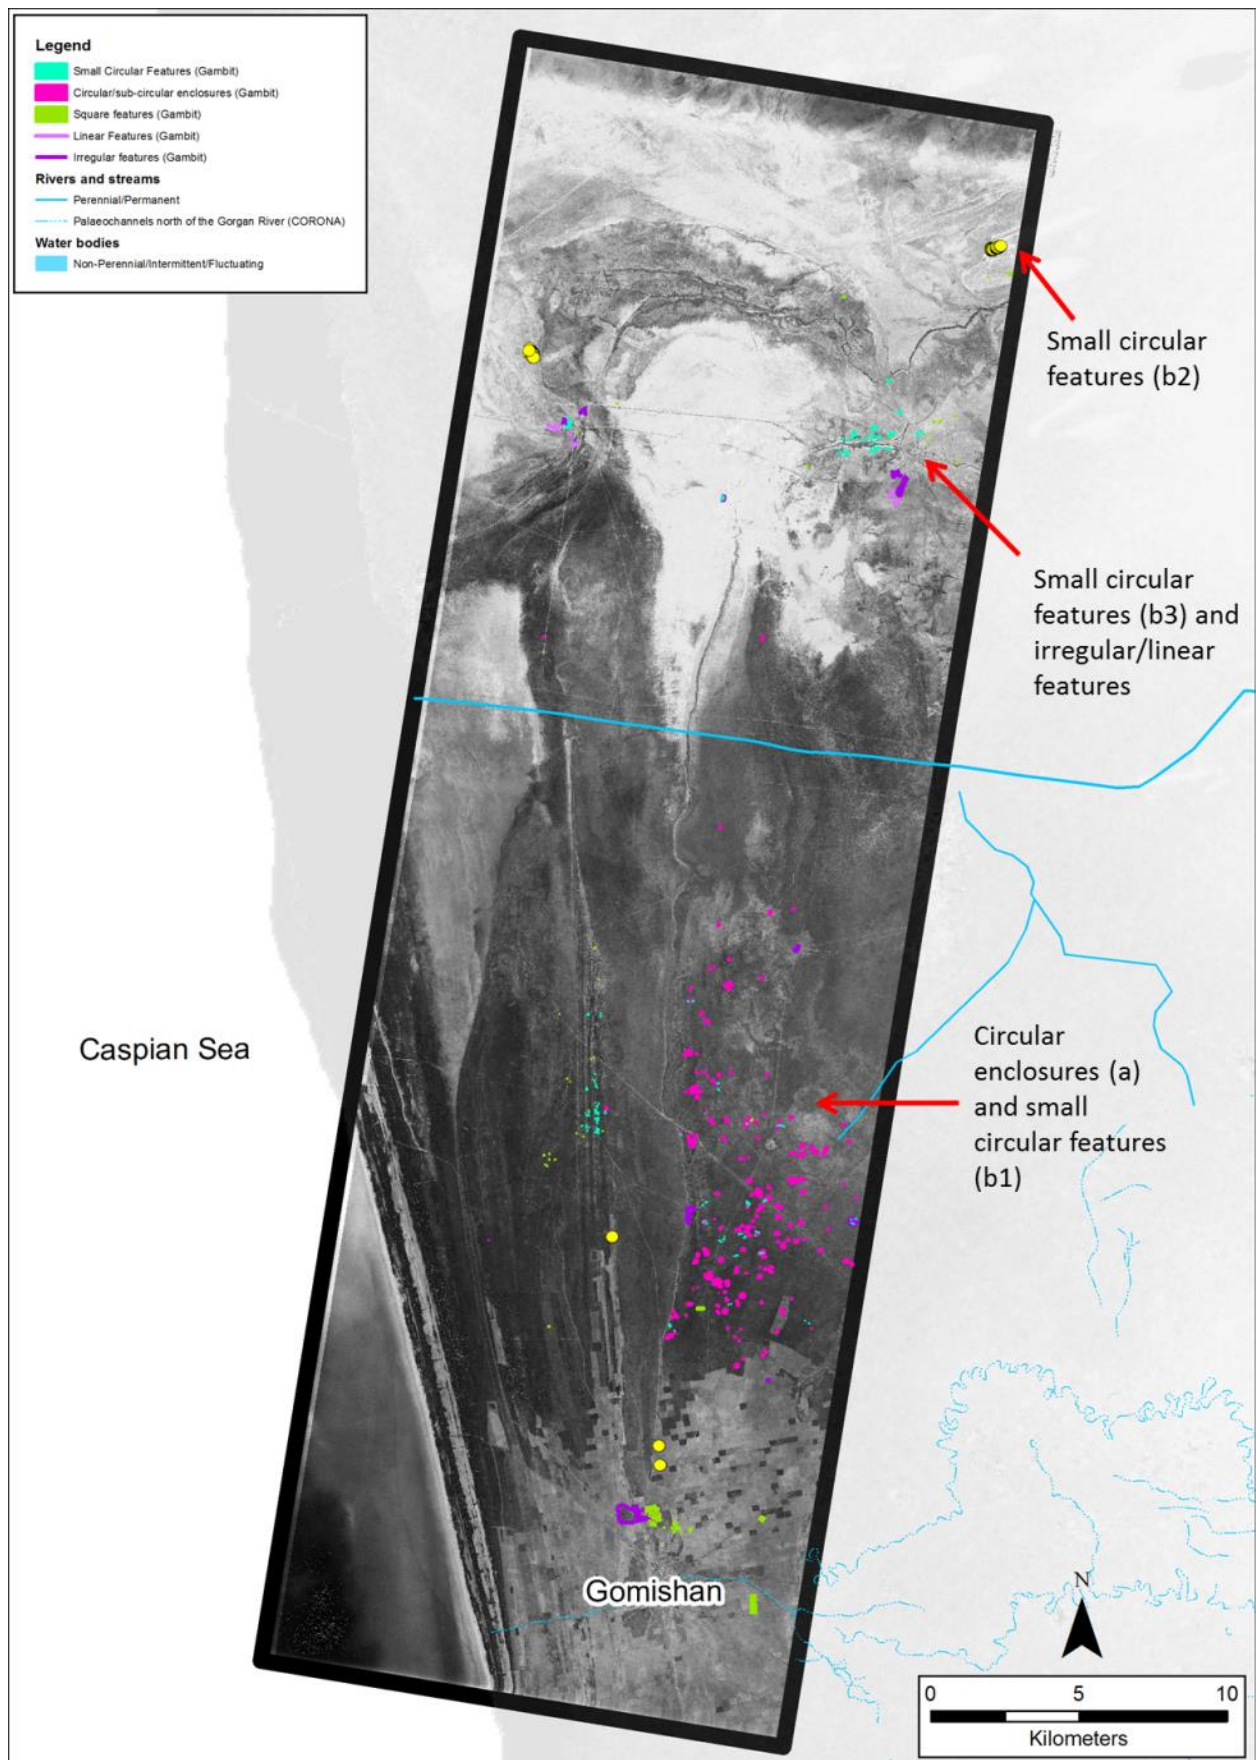 Legend
Small Circular Features (Gambit)
Circular/sub-circular enclosures (Gambit)
Square features (Gambit)
Linear Features (Gambit)
Irregular features (Gambit)
Rivers and streams
Perennial/Permanent
Palaeochannels north of the Gorgan River (CORONA)
Water bodies
Non-Perennial/Intermittent/Fluctuating
Small circular
features (b2)
Small circular
features (b3) and
irregular/linear
features
Caspian Sea
Circular
enclosures (a)
and small
circular features
(b1)
Gomishan
N
0 5 10
Kilometers